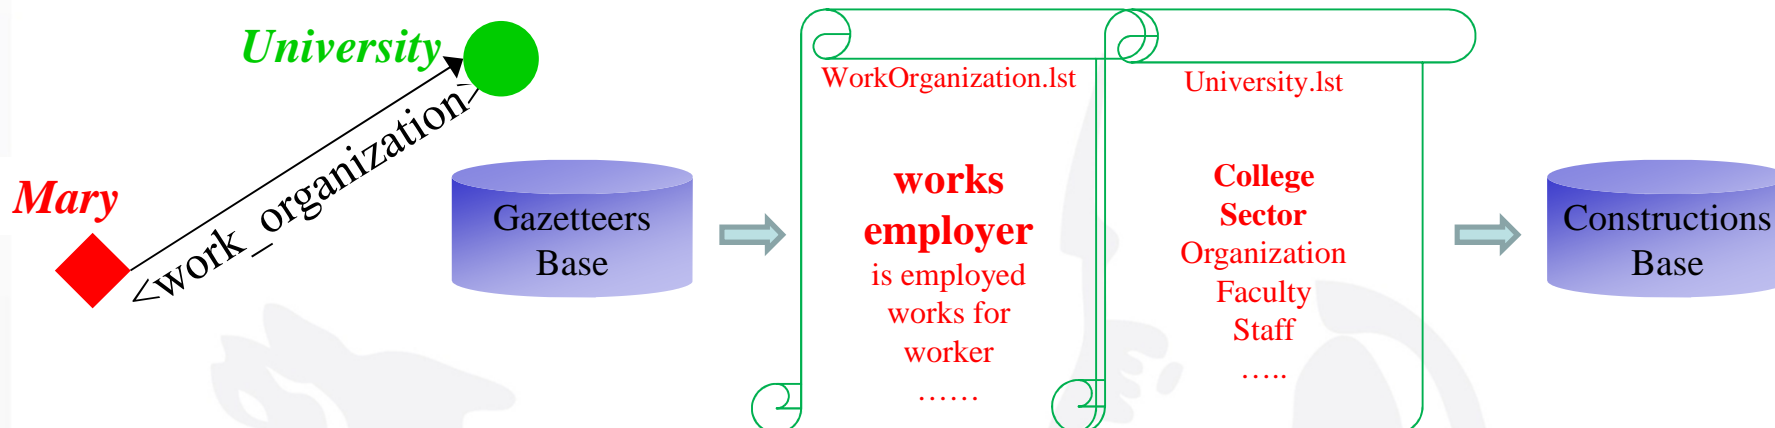 University
<work_organization>
Mary
Gazetteers
Base
WorkOrganization.lst
works
employer
is employed
works for
worker
……
University.lst
College
Sector
Organization
Faculty
Staff
…..
Constructions
Base